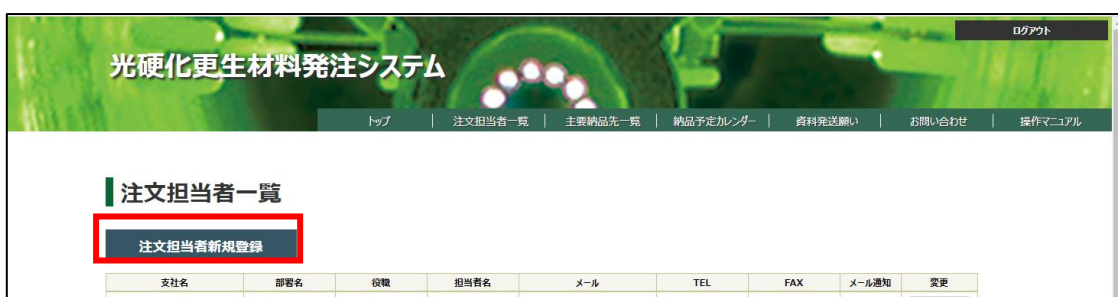 ログアウト
光硬化更生材料発注システム
トップ | 注文担当者一覧 | 主要納品先一覧 | 納品予定カレンダー | 資料発送願い | お問い合わせ | 操作マニュアル
注文担当者一覧
注文担当者新規登録
支社名 部署名 役職 担当者名 メール TEL FAX メール通知 変更